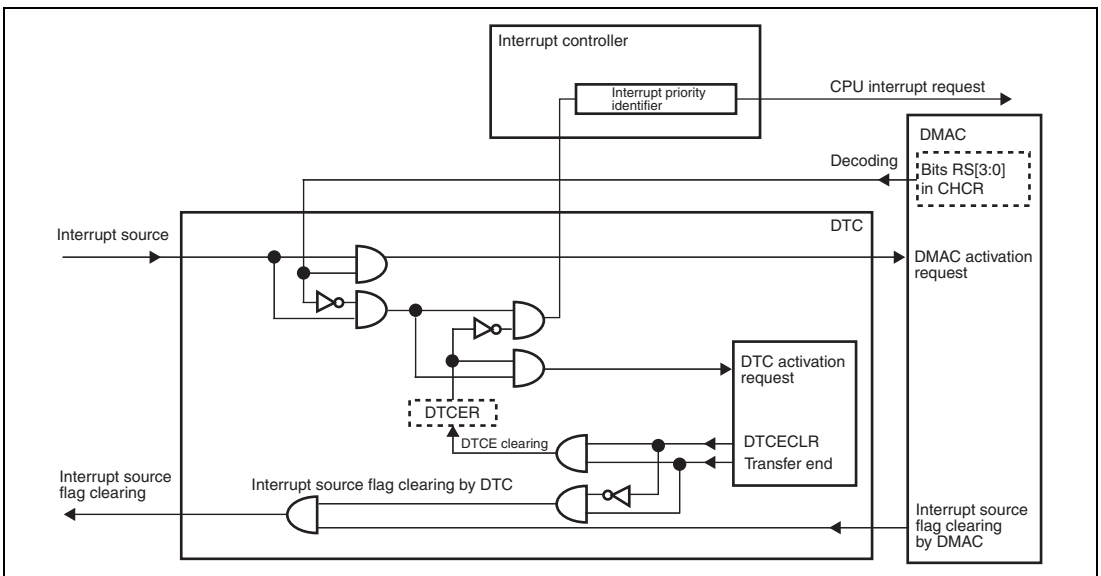 Interrupt controller
Interrupt priority
identifier
CPU interrupt request
DMAC
Decoding
Bits RS[3:0]
in CHCR
DTC
Interrupt source
DMAC activation
request
DTC activation
request
DTCER
DTCE clearing
DTCECLR
Transfer end
Interrupt source
flag clearing
Interrupt source flag clearing by DTC
Interrupt source
flag clearing
by DMAC